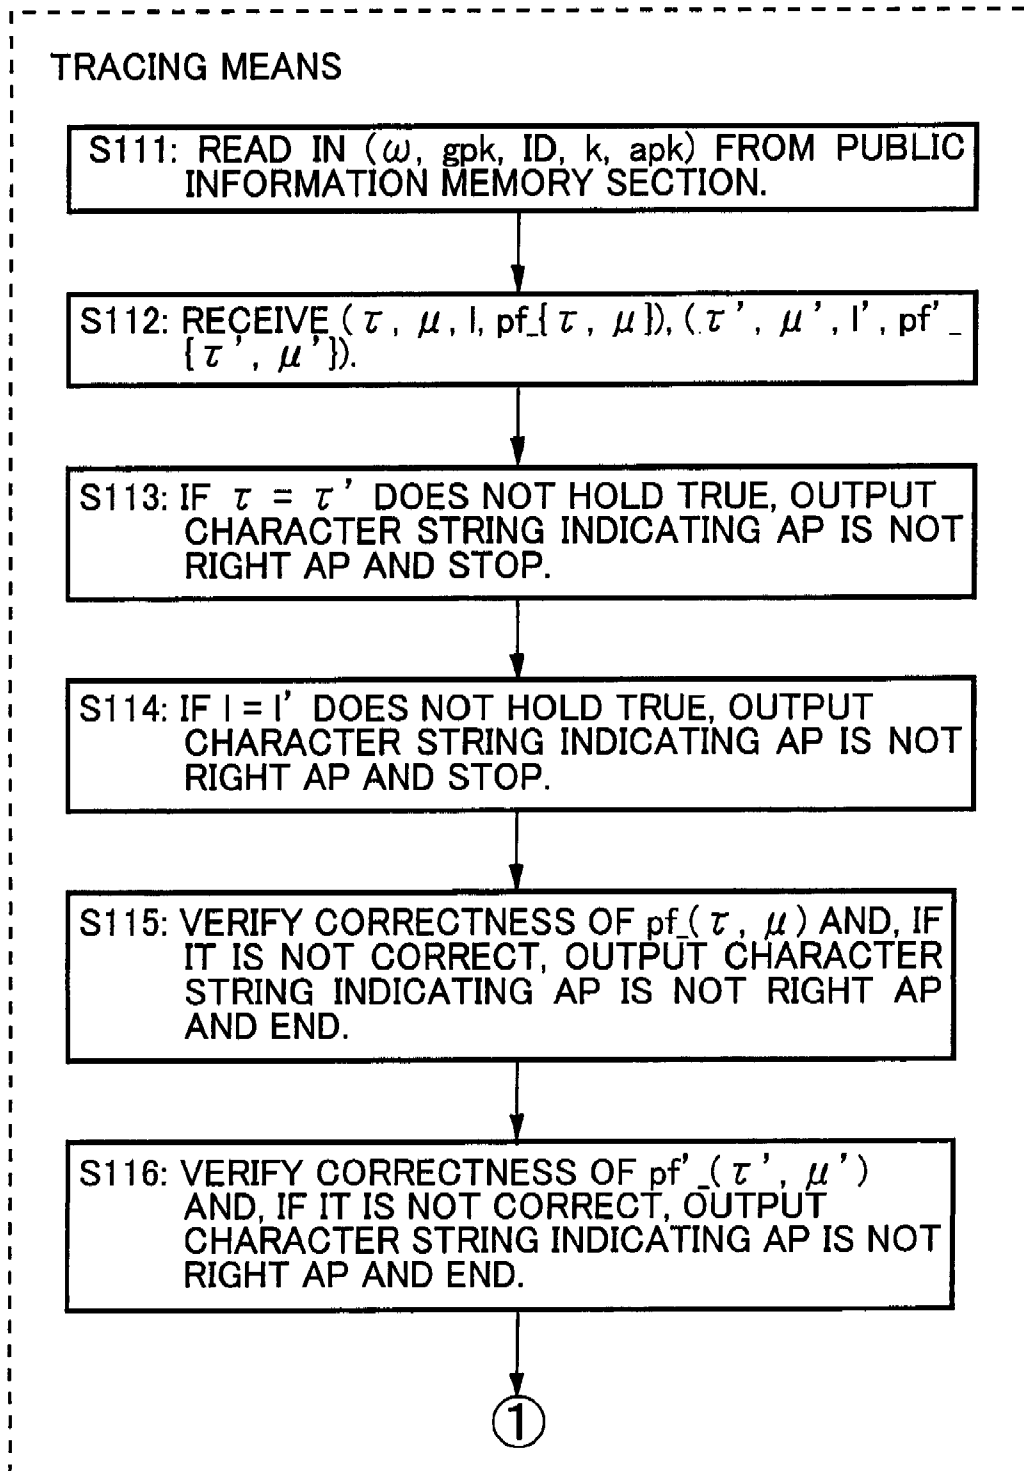 TRACING MEANS
S111: READ IN (ω, gpk, ID, k, apk) FROM PUBLIC
INFORMATION MEMORY SECTION.
S112: RECEIVE (τ, μ, l, pf_{τ, μ}), (τ', μ', l', pf'_
{τ', μ'}).
S113: IF τ = τ' DOES NOT HOLD TRUE, OUTPUT
CHARACTER STRING INDICATING AP IS NOT
RIGHT AP AND STOP.
S114: IF l = l' DOES NOT HOLD TRUE, OUTPUT
CHARACTER STRING INDICATING AP IS NOT
RIGHT AP AND STOP.
S115: VERIFY CORRECTNESS OF pf_(τ, μ) AND, IF
IT IS NOT CORRECT, OUTPUT CHARACTER
STRING INDICATING AP IS NOT RIGHT AP
AND END.
S116: VERIFY CORRECTNESS OF pf'_(τ', μ')
AND, IF IT IS NOT CORRECT, OUTPUT
CHARACTER STRING INDICATING AP IS NOT
RIGHT AP AND END.
①